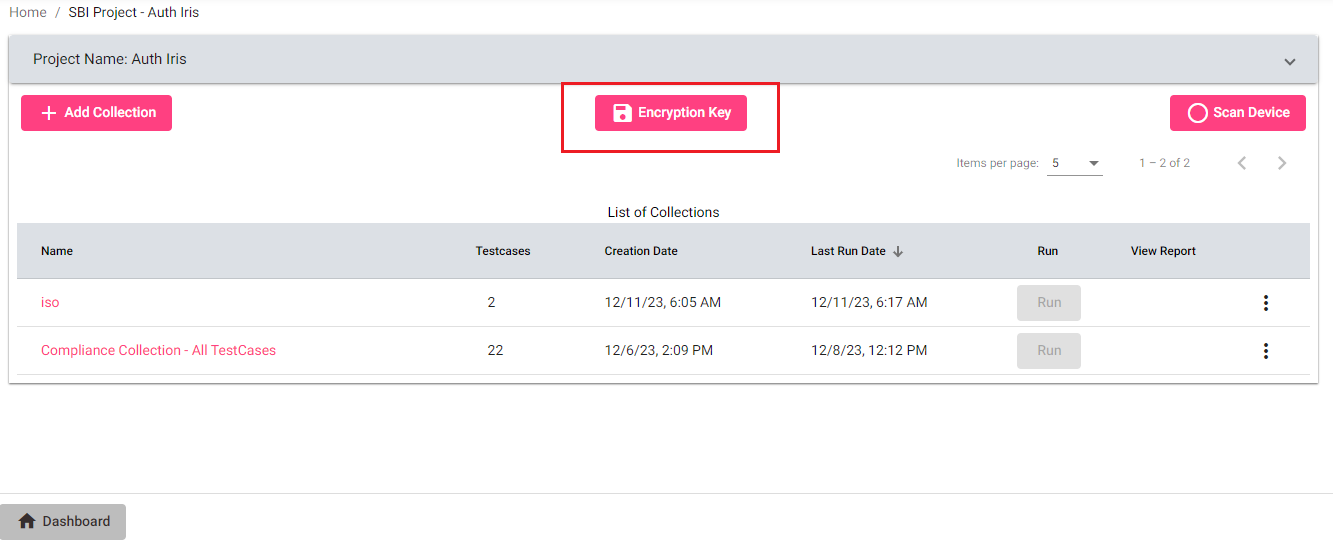 Home / SBI Project - Auth Iris
Project Name: Auth Iris
Add Collection
Encryption Key
Scan Device
Items per page: 5 1 – 2 of 2
List of Collections
Name Testcases Creation Date Last Run Date Run View Report
iso 2 12/11/23, 6:05 AM 12/11/23, 6:17 AM Run
Compliance Collection - All TestCases 22 12/6/23, 2:09 PM 12/8/23, 12:12 PM Run
Dashboard